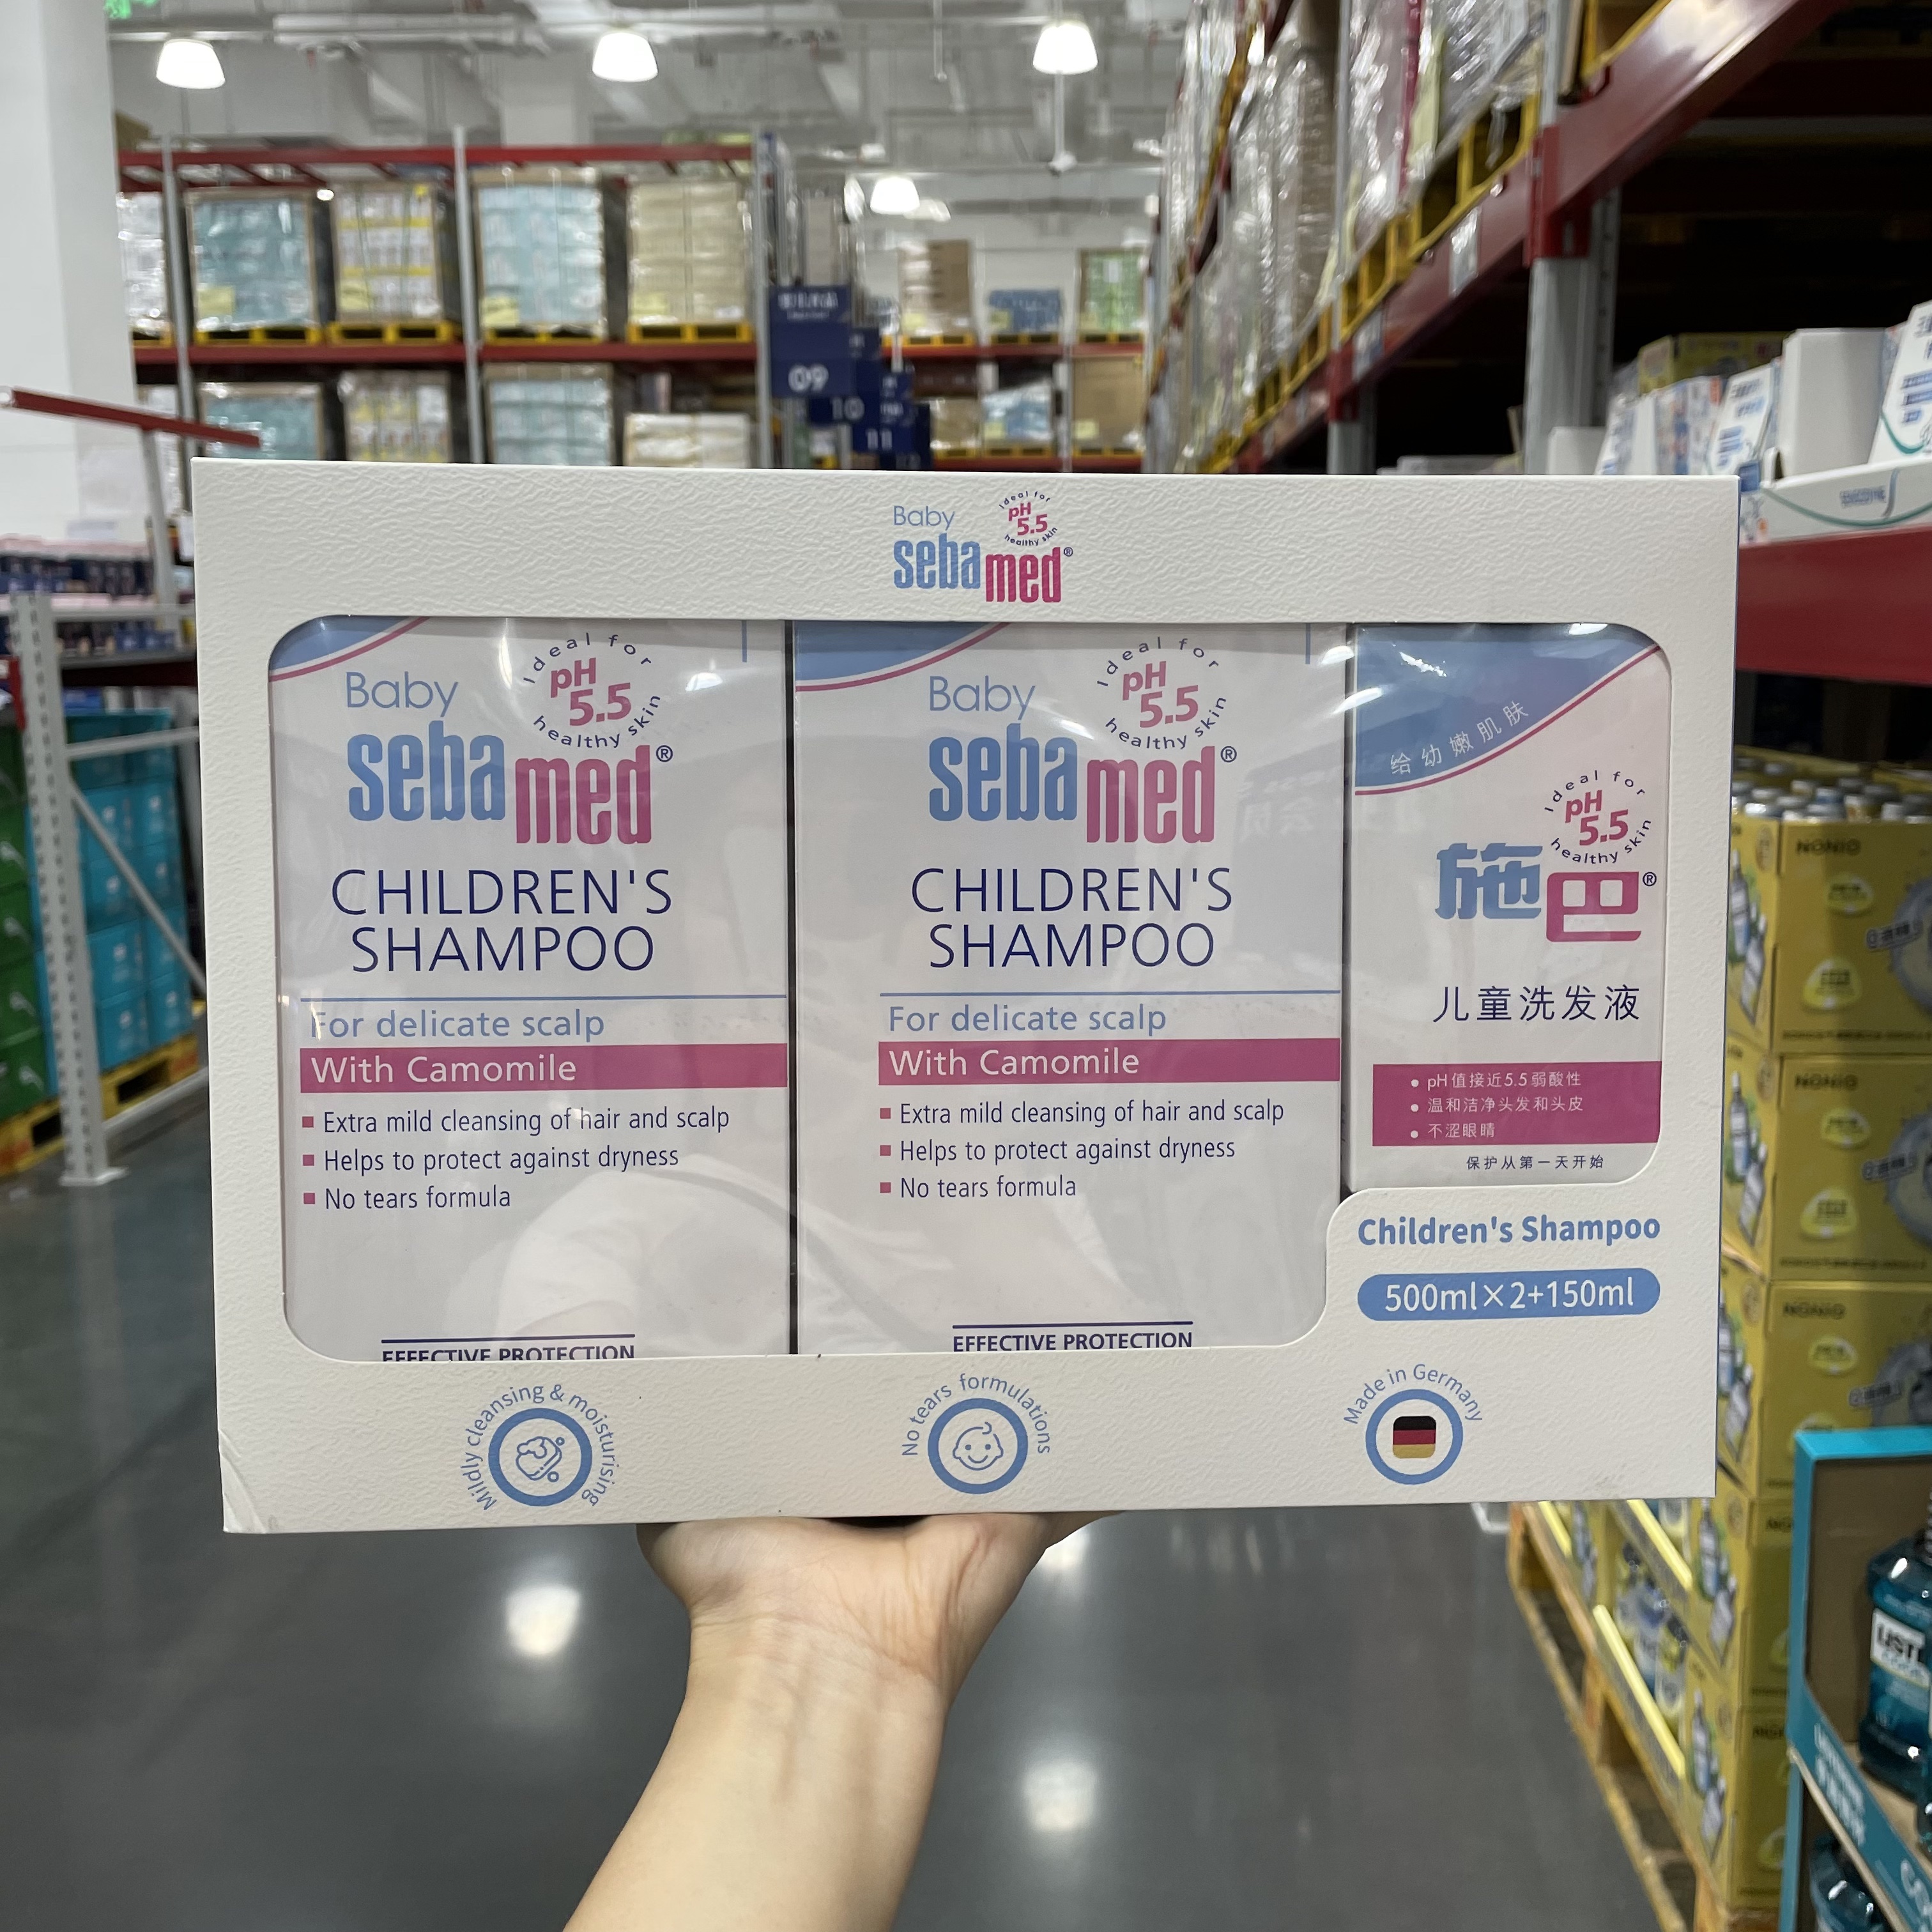 09
10
11
Baby
sebamed®
Ideal for
pH
5.5
healthy skin
Baby
sebamed®
Ideal for
pH
5.5
healthy skin
CHILDREN'S
SHAMPOO
For delicate scalp
With Camomile
Extra mild cleansing of hair and scalp
Helps to protect against dryness
No tears formula
EFFECTIVE PROTECTION
Baby
sebamed®
Ideal for
pH
5.5
healthy skin
CHILDREN'S
SHAMPOO
For delicate scalp
With Camomile
Extra mild cleansing of hair and scalp
Helps to protect against dryness
No tears formula
EFFECTIVE PROTECTION
给幼嫩肌肤
Ideal for
pH
5.5
healthy skin
施巴®
儿童洗发液
• pH值接近5.5弱酸性
• 温和洁净头发和头皮
• 不涩眼睛
保护从第一天开始
Children's Shampoo
500ml×2+150ml
Mildly cleansing & moisturising
No tears formulations
Made in Germany
NONIO
NONIO
NONIO